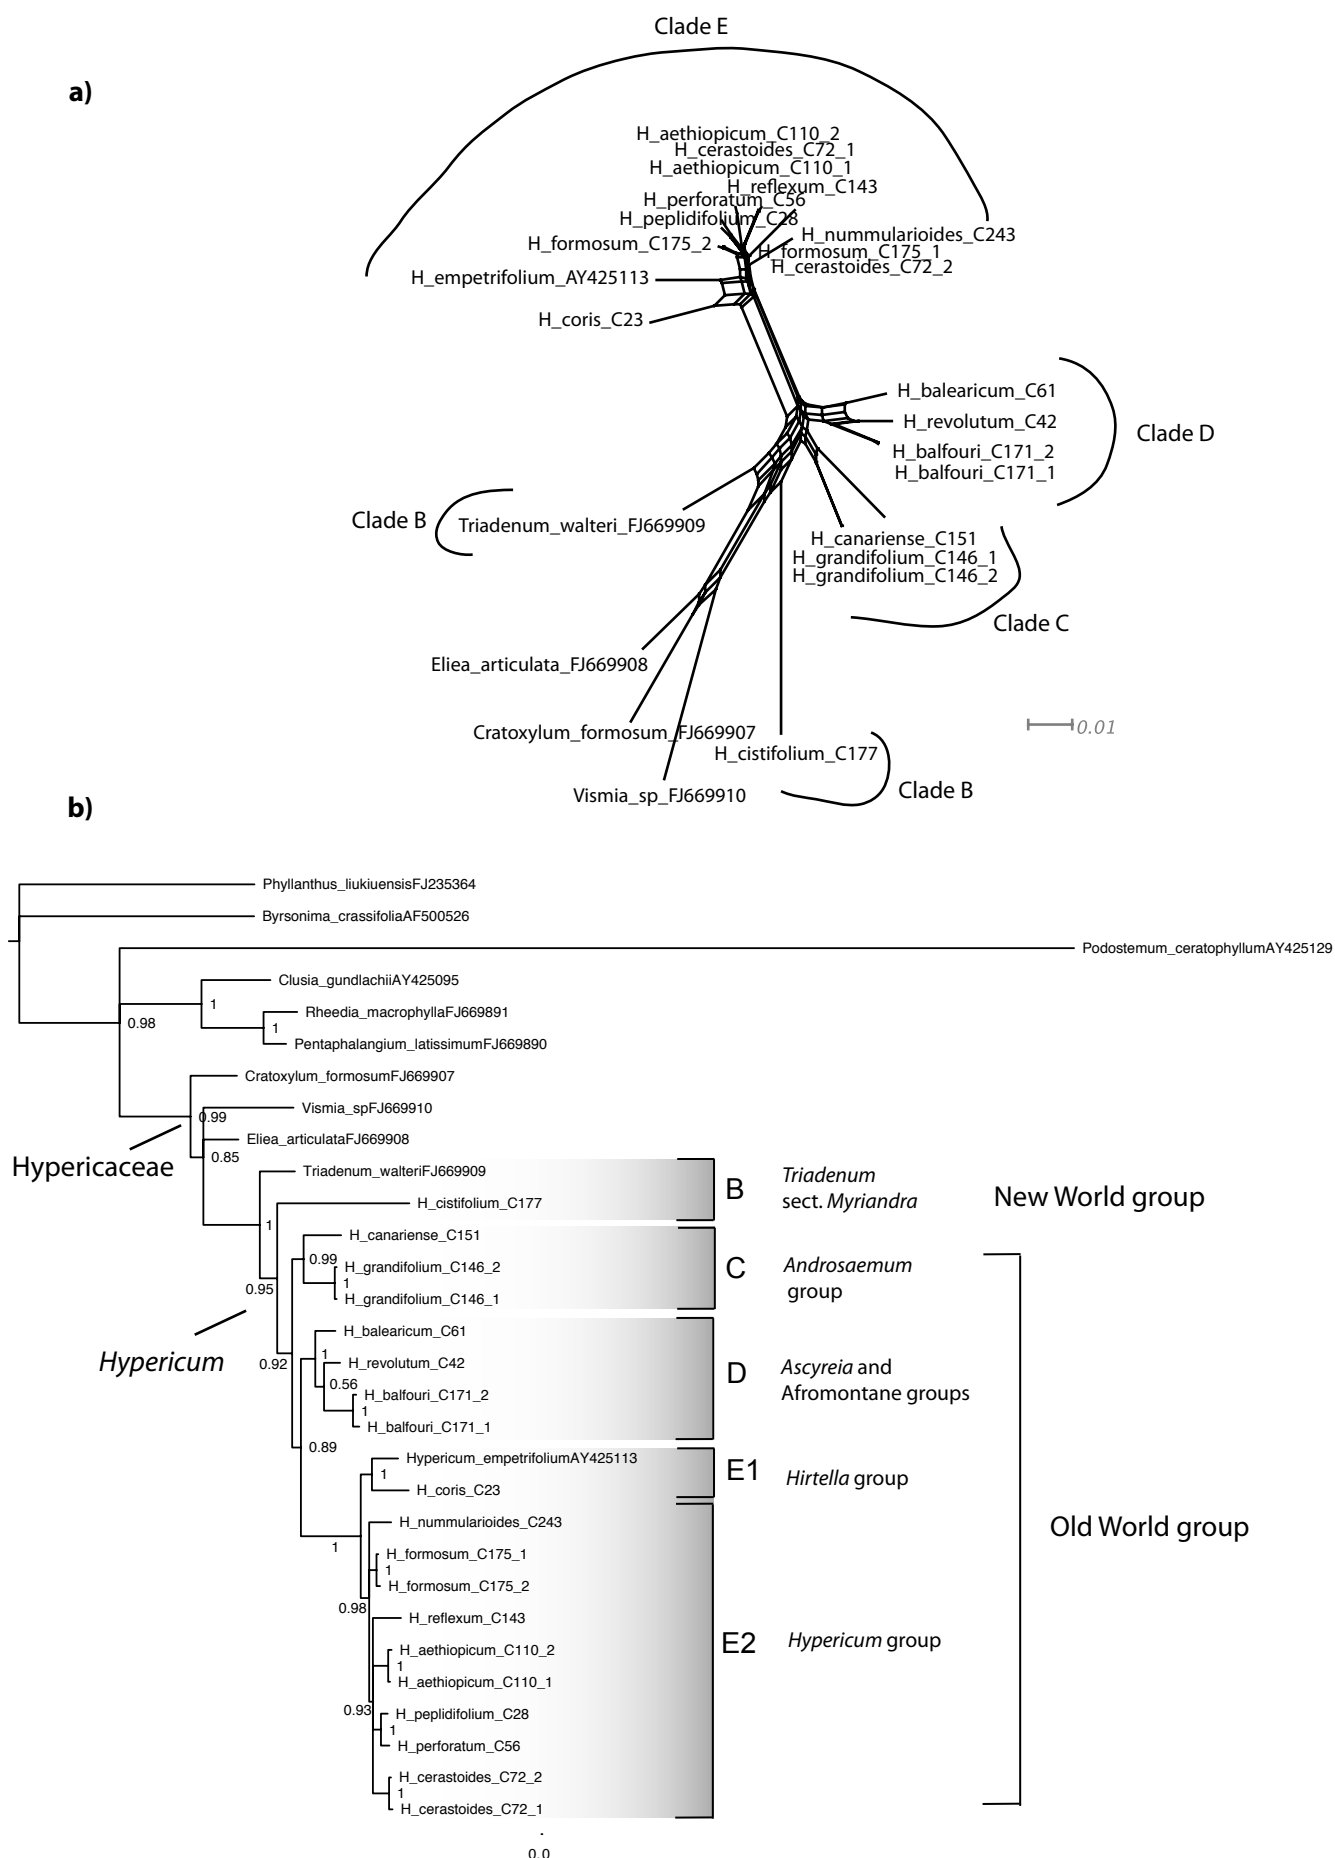 Clade E
a)
H_aethiopicum_C110_2
H_cerastoides_C72_1
H_aethiopicum_C110_1
H_reflexum_C143
H_perforatum_C56
H_peplidifolium_C28
H_nummularioides_C243
H_formosum_C175_2
H_formosum_C175_1
H_cerastoides_C72_2
H_empetrifolium_AY425113
H_coris_C23
H_balearicum_C61
H_revolutum_C42
Clade D
H_balfouri_C171_2
H_balfouri_C171_1
Clade B
Triadenum_walteri_FJ669909
H_canariense_C151
H_grandifolium_C146_1
H_grandifolium_C146_2
Clade C
Eliea_articulata_FJ669908
Cratoxylum_formosum_FJ669907
0.01
H_cistifolium_C177
Clade B
Vismia_sp_FJ669910
b)
Phyllanthus_liukiuensisFJ235364
Byrsonima_crassifoliaAF500526
Podostemum_ceratophyllumAY425129
Clusia_gundlachiiAY425095
1
Rheedia_macrophyllaFJ669891
0.98
1
Pentaphalangium_latissimumFJ669890
Cratoxylum_formosumFJ669907
Vismia_spFJ669910
0.99
Eliea_articulataFJ669908
Hypericaceae
0.85
Triadenum_walteriFJ669909
B
Triadenum
sect. Myriandra
New World group
H_cistifolium_C177
1
H_canariense_C151
0.99
H_grandifolium_C146_2
C
Androsaemum
group
1
0.95
H_grandifolium_C146_1
H_balearicum_C61
Hypericum
1
0.92
H_revolutum_C42
D
Ascyreia and
Afromontane groups
0.56
H_balfouri_C171_2
1
H_balfouri_C171_1
0.89
Hypericum_empetrifoliumAY425113
E1
Hirtella group
1
H_coris_C23
H_nummularioides_C243
Old World group
1
H_formosum_C175_1
1
H_formosum_C175_2
0.98
H_reflexum_C143
E2
Hypericum group
H_aethiopicum_C110_2
1
H_aethiopicum_C110_1
0.93
H_peplidifolium_C28
1
H_perforatum_C56
H_cerastoides_C72_2
1
H_cerastoides_C72_1
0.0